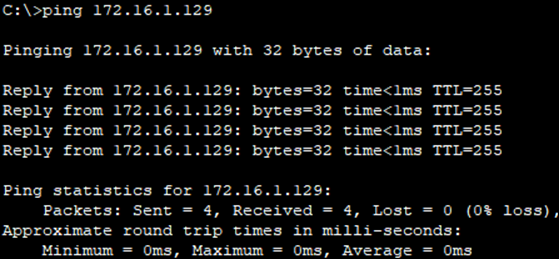 C:\>ping 172.16.1.129
Pinging 172.16.1.129 with 32 bytes of data:
Reply from 172.16.1.129: bytes=32 time<1ms TTL=255
Reply from 172.16.1.129: bytes=32 time<1ms TTL=255
Reply from 172.16.1.129: bytes=32 time<1ms TTL=255
Reply from 172.16.1.129: bytes=32 time<1ms TTL=255
Ping statistics for 172.16.1.129:
Packets: Sent = 4, Received = 4, Lost = 0 (0% loss),
Approximate round trip times in milli-seconds:
Minimum = 0ms, Maximum = 0ms, Average = 0ms